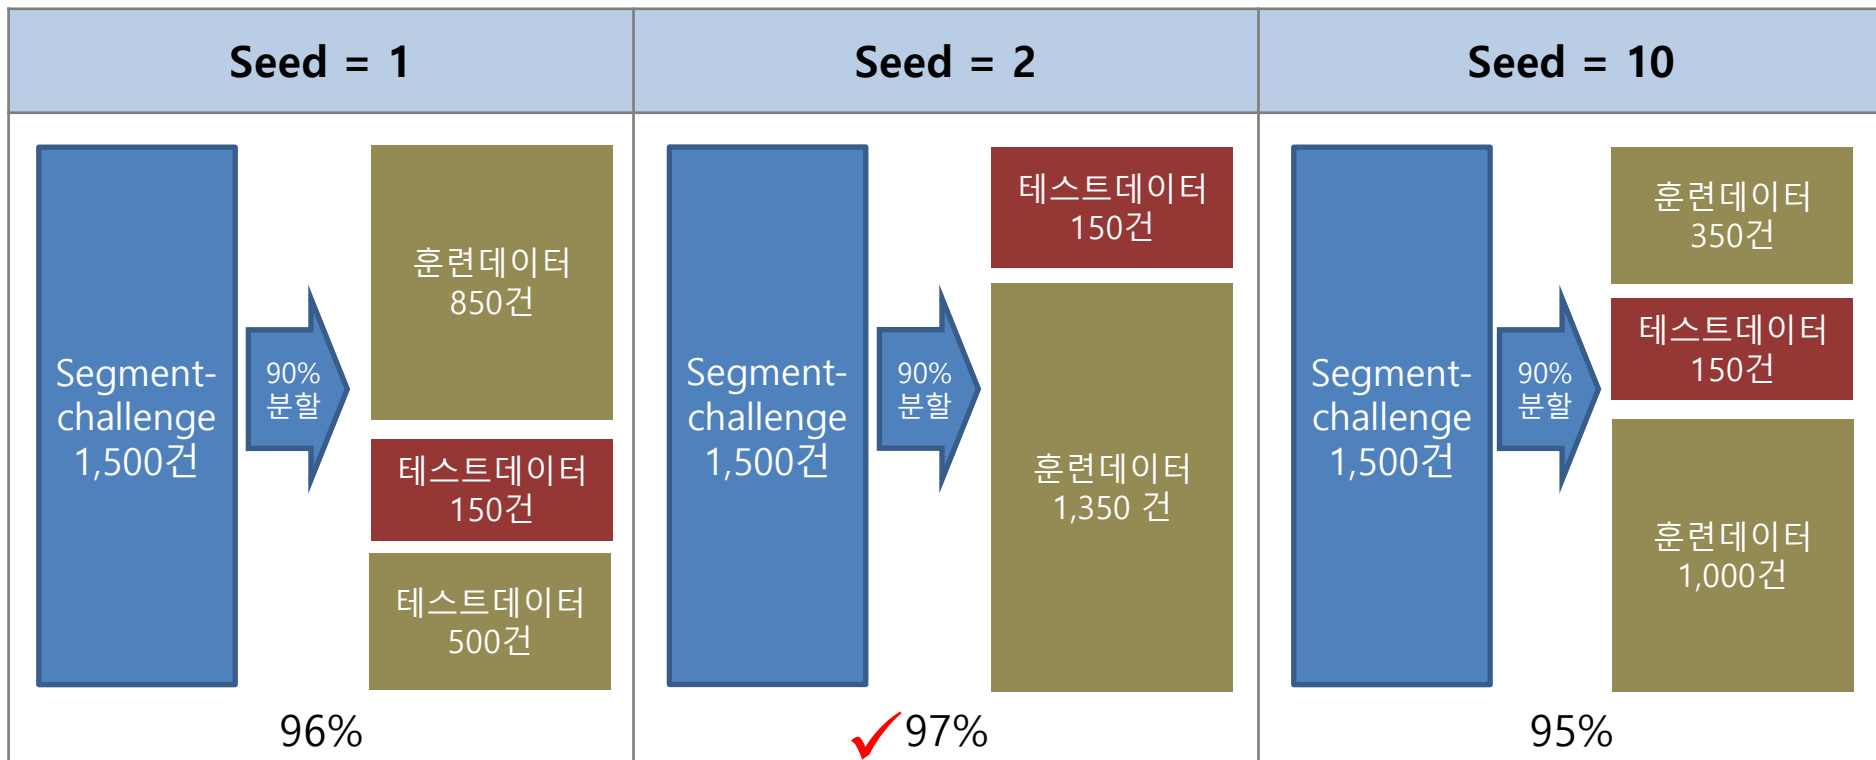 Seed = 1
Seed = 2
Seed = 10
Segment-
challenge
1,500건
90%
분할
훈련데이터
850건
테스트데이터
150건
테스트데이터
500건
96%
Segment-
challenge
1,500건
90%
분할
테스트데이터
150건
훈련데이터
1,350 건
97%
Segment-
challenge
1,500건
90%
분할
훈련데이터
350건
테스트데이터
150건
훈련데이터
1,000건
95%